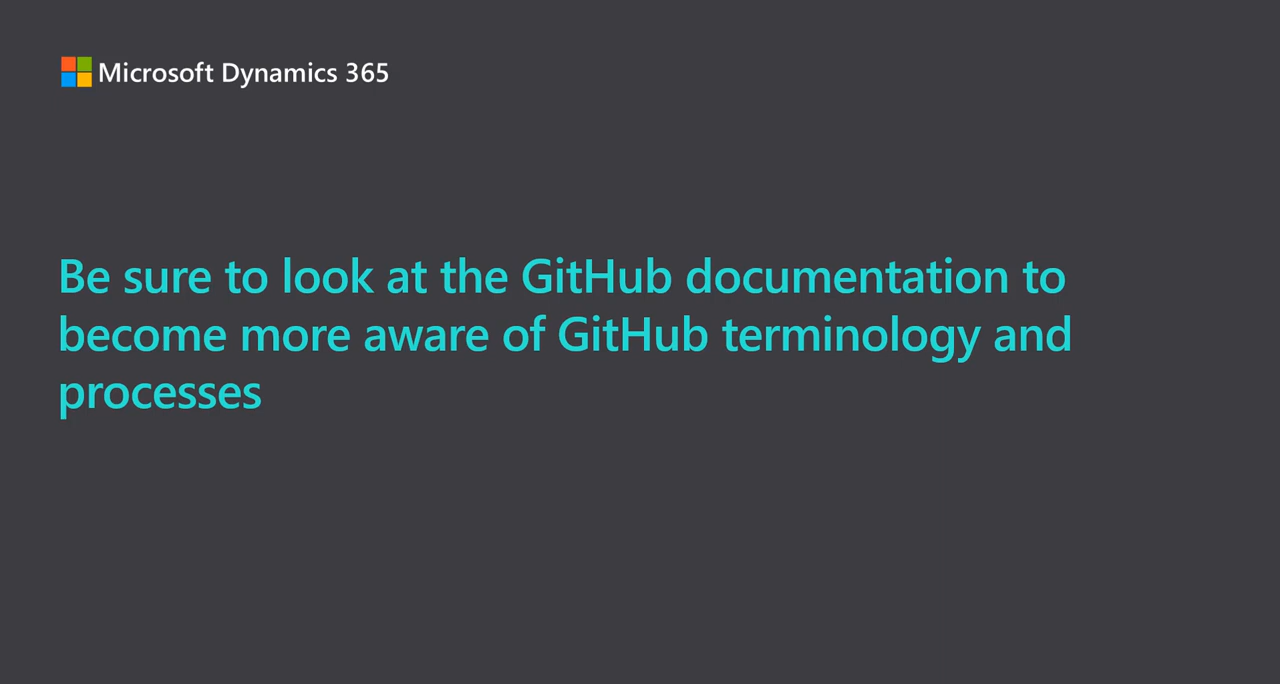 Microsoft Dynamics 365
Be sure to look at the GitHub documentation to
become more aware of GitHub terminology and
processes